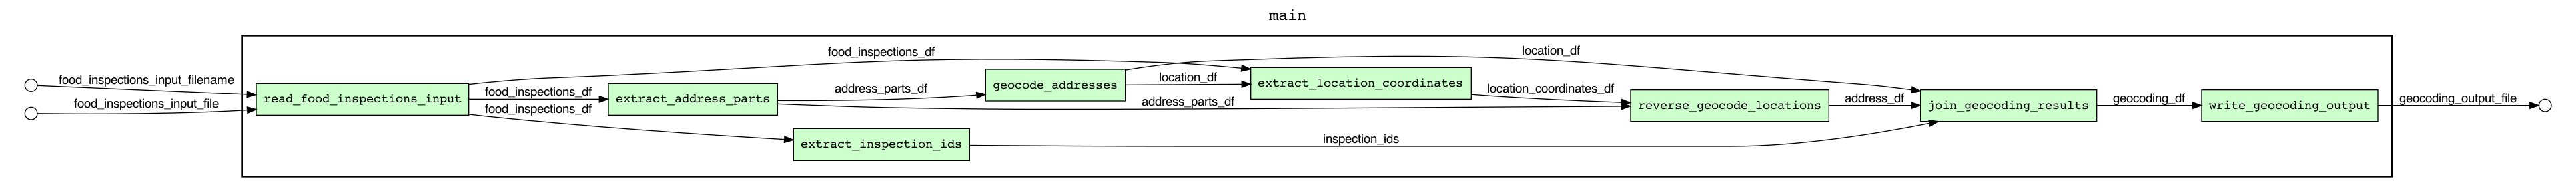 main
food_inspections_input_filename
food_inspections_input_file
read_food_inspections_input
food_inspections_df
food_inspections_df
food_inspections_df
extract_address_parts
extract_inspection_ids
address_parts_df
address_parts_df
geocode_addresses
location_df
location_df
extract_location_coordinates
inspection_ids
location_coordinates_df
reverse_geocode_locations
address_df
join_geocoding_results
geocoding_df
write_geocoding_output
geocoding_output_file